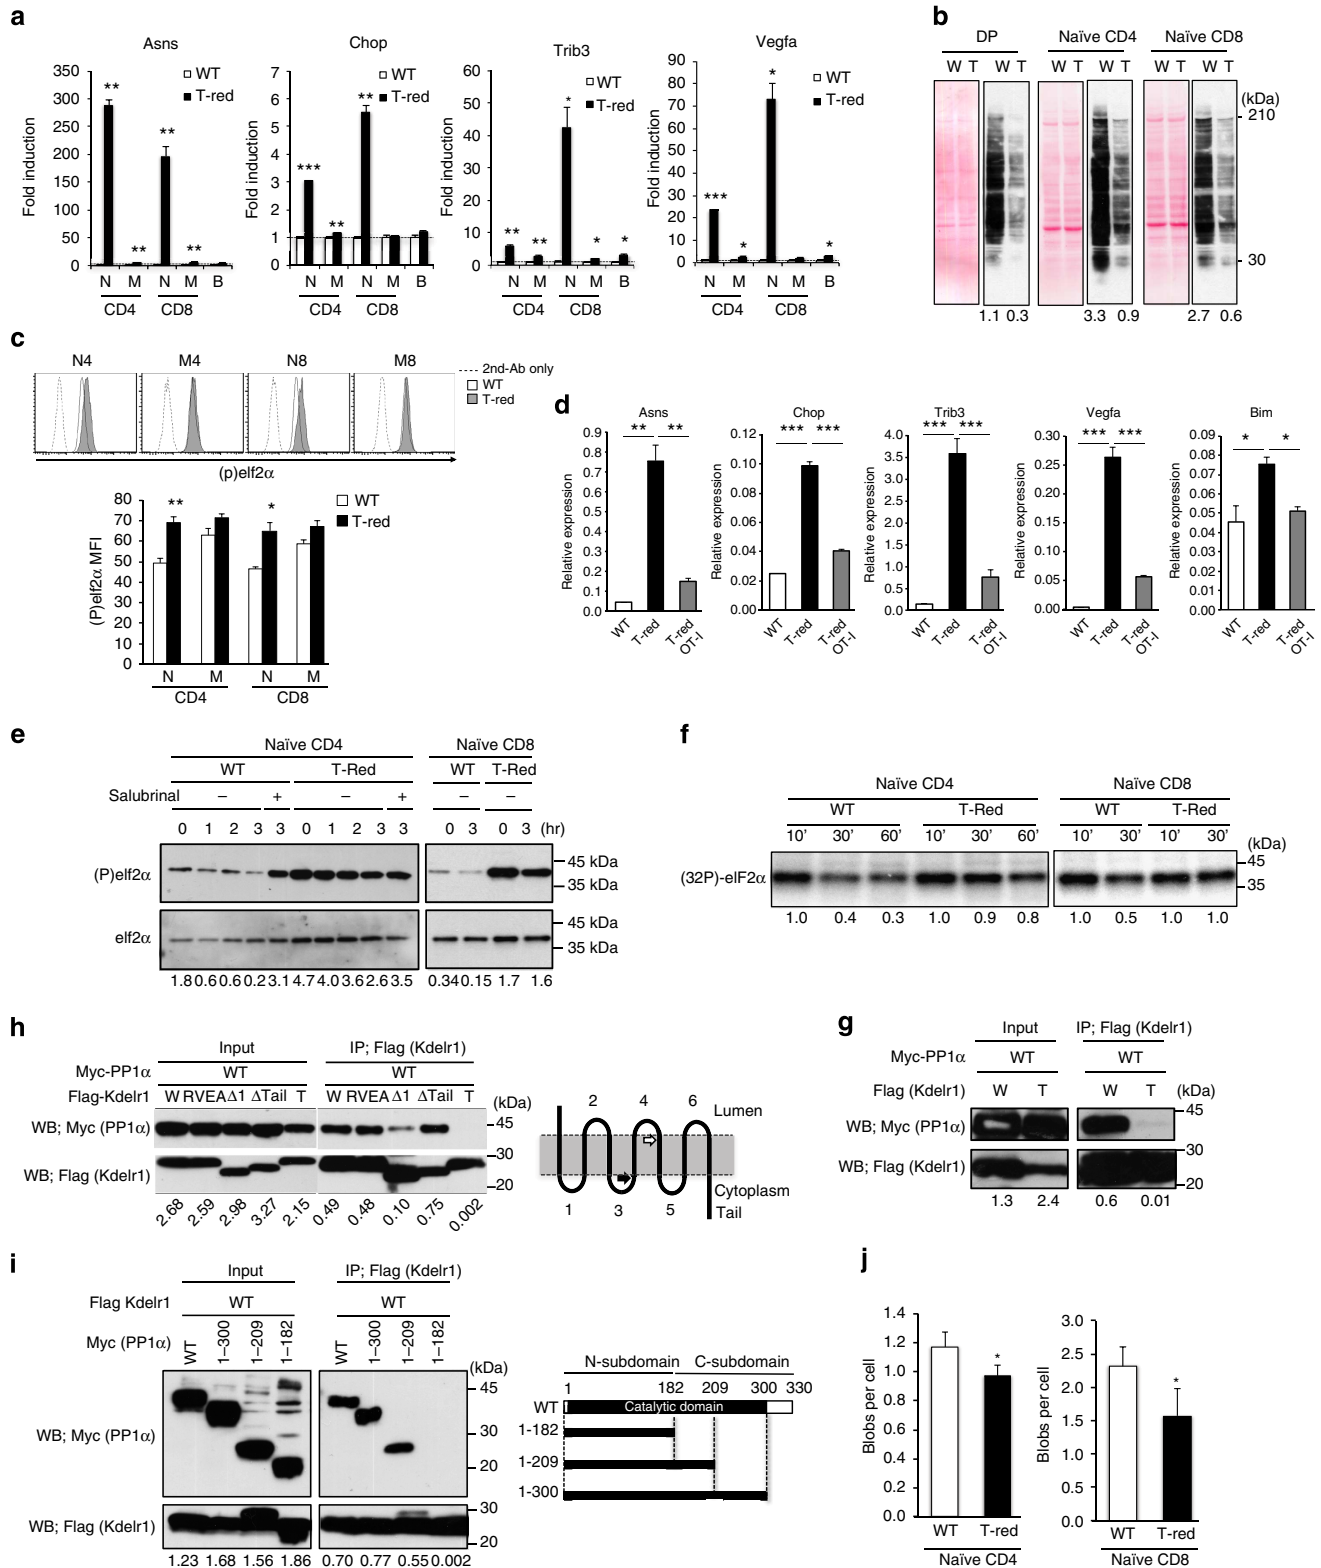 a
Asns
Fold induction
350
300
250
200
150
100
50
0
WT
T-red
**
**
**
**
N M N M B
CD4 CD8
Chop
Fold induction
7
6
5
4
3
2
1
0
WT
T-red
***
**
**
N M N M B
CD4 CD8
Trib3
Fold induction
60
50
40
30
20
10
0
WT
T-red
**
**
*
*
*
N M N M B
CD4 CD8
Vegfa
Fold induction
90
80
70
60
50
40
30
20
10
0
WT
T-red
***
*
*
*
N M N M B
CD4 CD8
b
DP Naïve CD4 Naïve CD8
W T W T W T W T W T
(kDa)
210
30
1.1 0.3 3.3 0.9 2.7 0.6
c
N4 M4 N8 M8
2nd-Ab only
WT
T-red
(p)elf2α
(P)elf2α MFI
80
70
60
50
40
30
20
10
0
WT
T-red
** *
N M N M
CD4 CD8
d
Asns
Relative expression
0.9
0.8
0.7
0.6
0.5
0.4
0.3
0.2
0.1
0.0
** **
WT T-red T-red OT-I
Chop
Relative expression
0.12
0.10
0.08
0.06
0.04
0.02
0.00
*** ***
WT T-red T-red OT-I
Trib3
Relative expression
4.0
3.5
3.0
2.5
2.0
1.5
1.0
0.5
0.0
*** ***
WT T-red T-red OT-I
Vegfa
Relative expression
0.30
0.25
0.20
0.15
0.10
0.05
0.00
*** ***
WT T-red T-red OT-I
Bim
Relative expression
0.09
0.08
0.07
0.06
0.05
0.04
0.03
0.02
0.01
0.00
* *
WT T-red T-red OT-I
e
Naïve CD4 Naïve CD8
WT T-Red WT T-Red
Salubrinal – + – + – –
0 1 2 3 3 0 1 2 3 3 0 3 0 3 (hr)
(P)elf2α
45 kDa
35 kDa
elf2α
45 kDa
35 kDa
1.8 0.6 0.6 0.2 3.1 4.7 4.0 3.6 2.6 3.5 0.34 0.15 1.7 1.6
f
Naïve CD4 Naïve CD8
WT T-Red WT T-Red
10' 30' 60' 10' 30' 60' 10' 30' 10' 30'
(kDa)
(32P)-eIF2α
45
35
1.0 0.4 0.3 1.0 0.9 0.8 1.0 0.5 1.0 1.0
h
Input IP; Flag (Kdelr1)
Myc-PP1α WT WT
Flag-Kdelr1 W RVEA Δ1 ΔTail T W RVEA Δ1 ΔTail T
(kDa)
WB; Myc (PP1α)
45
30
WB; Flag (Kdelr1)
20
2.68 2.59 2.98 3.27 2.15 0.49 0.48 0.10 0.75 0.002
2 4 6 Lumen
Cytoplasm
1 3 5 Tail
g
Input IP; Flag (Kdelr1)
Myc-PP1α WT WT
Flag (Kdelr1) W T W T (kDa)
WB; Myc (PP1α)
45
30
WB; Flag (Kdelr1)
20
1.3 2.4 0.6 0.01
i
Input IP; Flag (Kdelr1)
Flag Kdelr1 WT WT
Myc (PP1α) WT 1–300 1–209 1–182 WT 1–300 1–209 1–182
(kDa)
45
WB; Myc (PP1α)
30
20
30
WB; Flag (Kdelr1)
20
1.23 1.68 1.56 1.86 0.70 0.77 0.55 0.002
N-subdomain C-subdomain
1 182 209 300 330
WT Catalytic domain
1-182
1-209
1-300
j
Blobs per cell
1.4
1.2
1.0
0.8
0.6
0.4
0.2
0.0
*
WT T-red
Naïve CD4
Blobs per cell
3.0
2.5
2.0
1.5
1.0
0.5
0.0
*
WT T-red
Naïve CD8